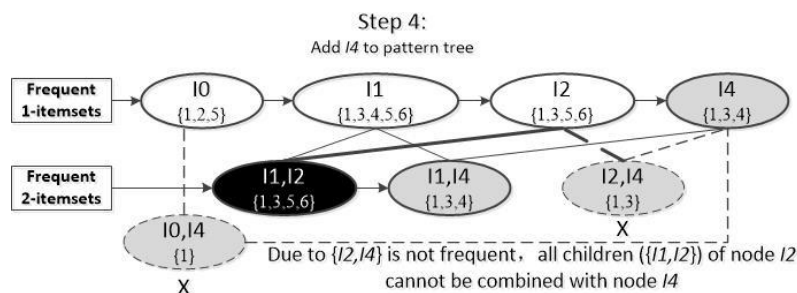 Step 4:
Add I4 to pattern tree
Frequent
1-itemsets
I0
{1,2,5}
I1
{1,3,4,5,6}
I2
{1,3,5,6}
I4
{1,3,4}
Frequent
2-itemsets
I1,I2
{1,3,5,6}
I1,I4
{1,3,4}
I2,I4
{1,3}
X
I0,I4
{1}
X
Due to {I2,I4} is not frequent，all children ({I1,I2}) of node I2
cannot be combined with node I4